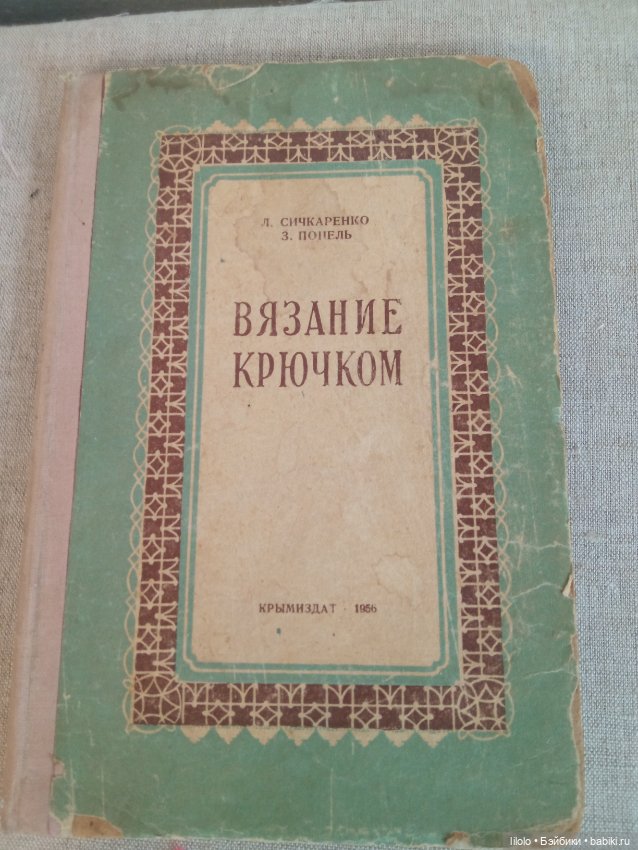 Л. СИЧКАРЕНКО
З. ПОПЕЛЬ
ВЯЗАНИЕ
КРЮЧКОМ
КРЫМИЗДАТ · 1956
lilolo • Бэйбики • babiki.ru